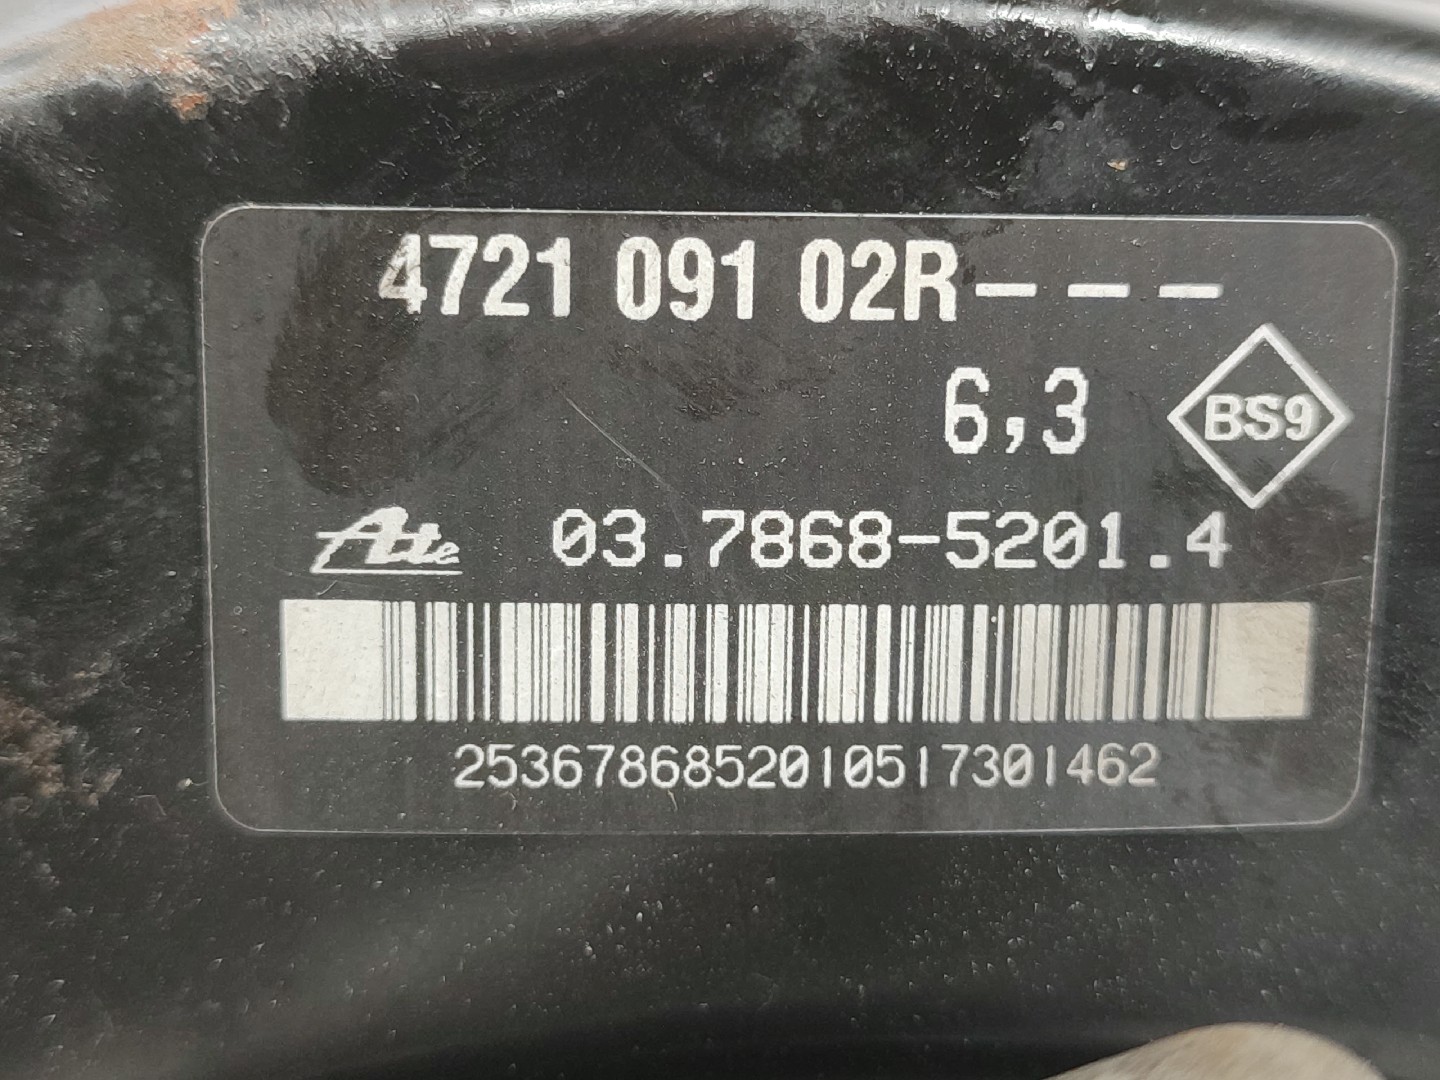 4721 091 02R---
6,3
BS9
Ate 03.7868-5201.4
2536786852010517301462